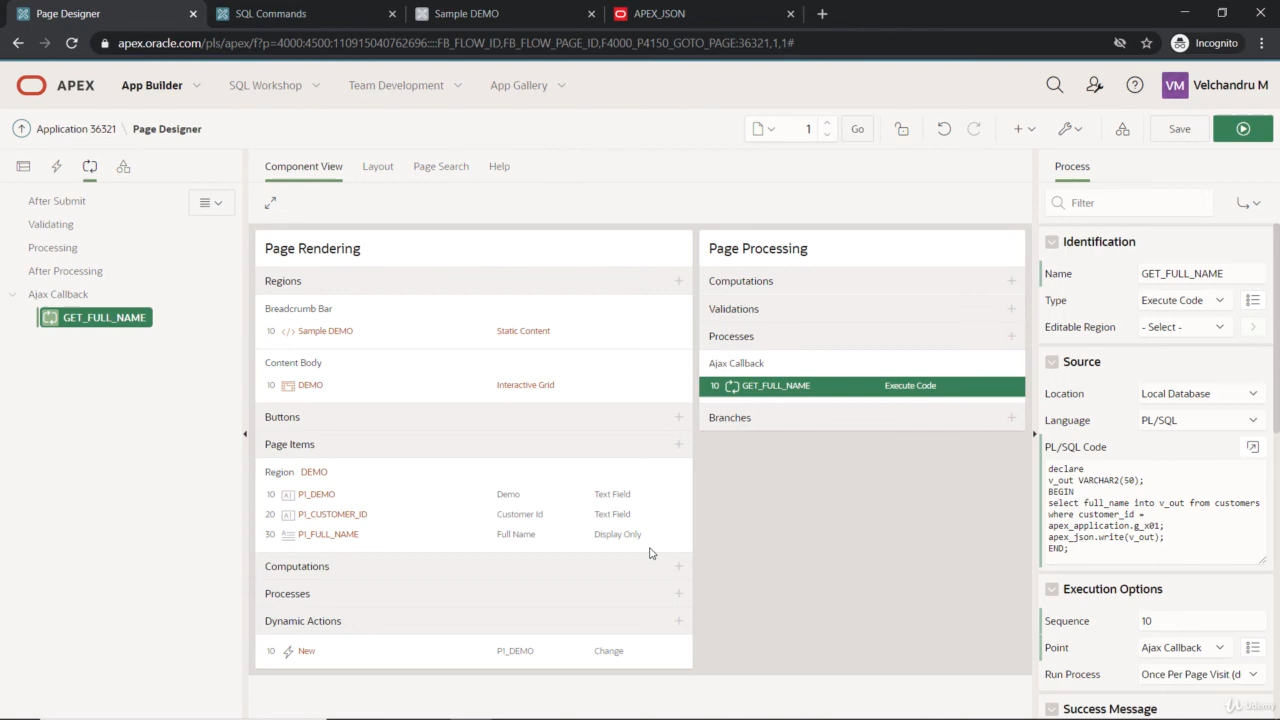 Page Designer
SQL Commands
Sample DEMO
APEX_JSON
apex.oracle.com/pls/apex/f?p=4000:4500:110915040762696::::FB_FLOW_ID,FB_FLOW_PAGE_ID,F4000_P4150_GOTO_PAGE:36321,1,1#
Incognito
APEX
App Builder
SQL Workshop
Team Development
App Gallery
VM
Velchandru M
Application 36321 \ Page Designer
1
Go
Save
After Submit
Validating
Processing
After Processing
Ajax Callback
GET_FULL_NAME
Component View
Layout
Page Search
Help
Page Rendering
Regions
Breadcrumb Bar
10 Sample DEMO Static Content
Content Body
10 DEMO Interactive Grid
Buttons
Page Items
Region DEMO
10 P1_DEMO Demo Text Field
20 P1_CUSTOMER_ID Customer Id Text Field
30 P1_FULL_NAME Full Name Display Only
Computations
Processes
Dynamic Actions
10 New P1_DEMO Change
Page Processing
Computations
Validations
Processes
Ajax Callback
10 GET_FULL_NAME Execute Code
Branches
Process
Filter
Identification
Name GET_FULL_NAME
Type Execute Code
Editable Region - Select -
Source
Location Local Database
Language PL/SQL
PL/SQL Code
declare
v_out VARCHAR2(50);
BEGIN
select full_name into v_out from customers
where customer_id =
apex_application.g_x01;
apex_json.write(v_out);
END;
Execution Options
Sequence 10
Point Ajax Callback
Run Process Once Per Page Visit (d
Success Message
Udemy